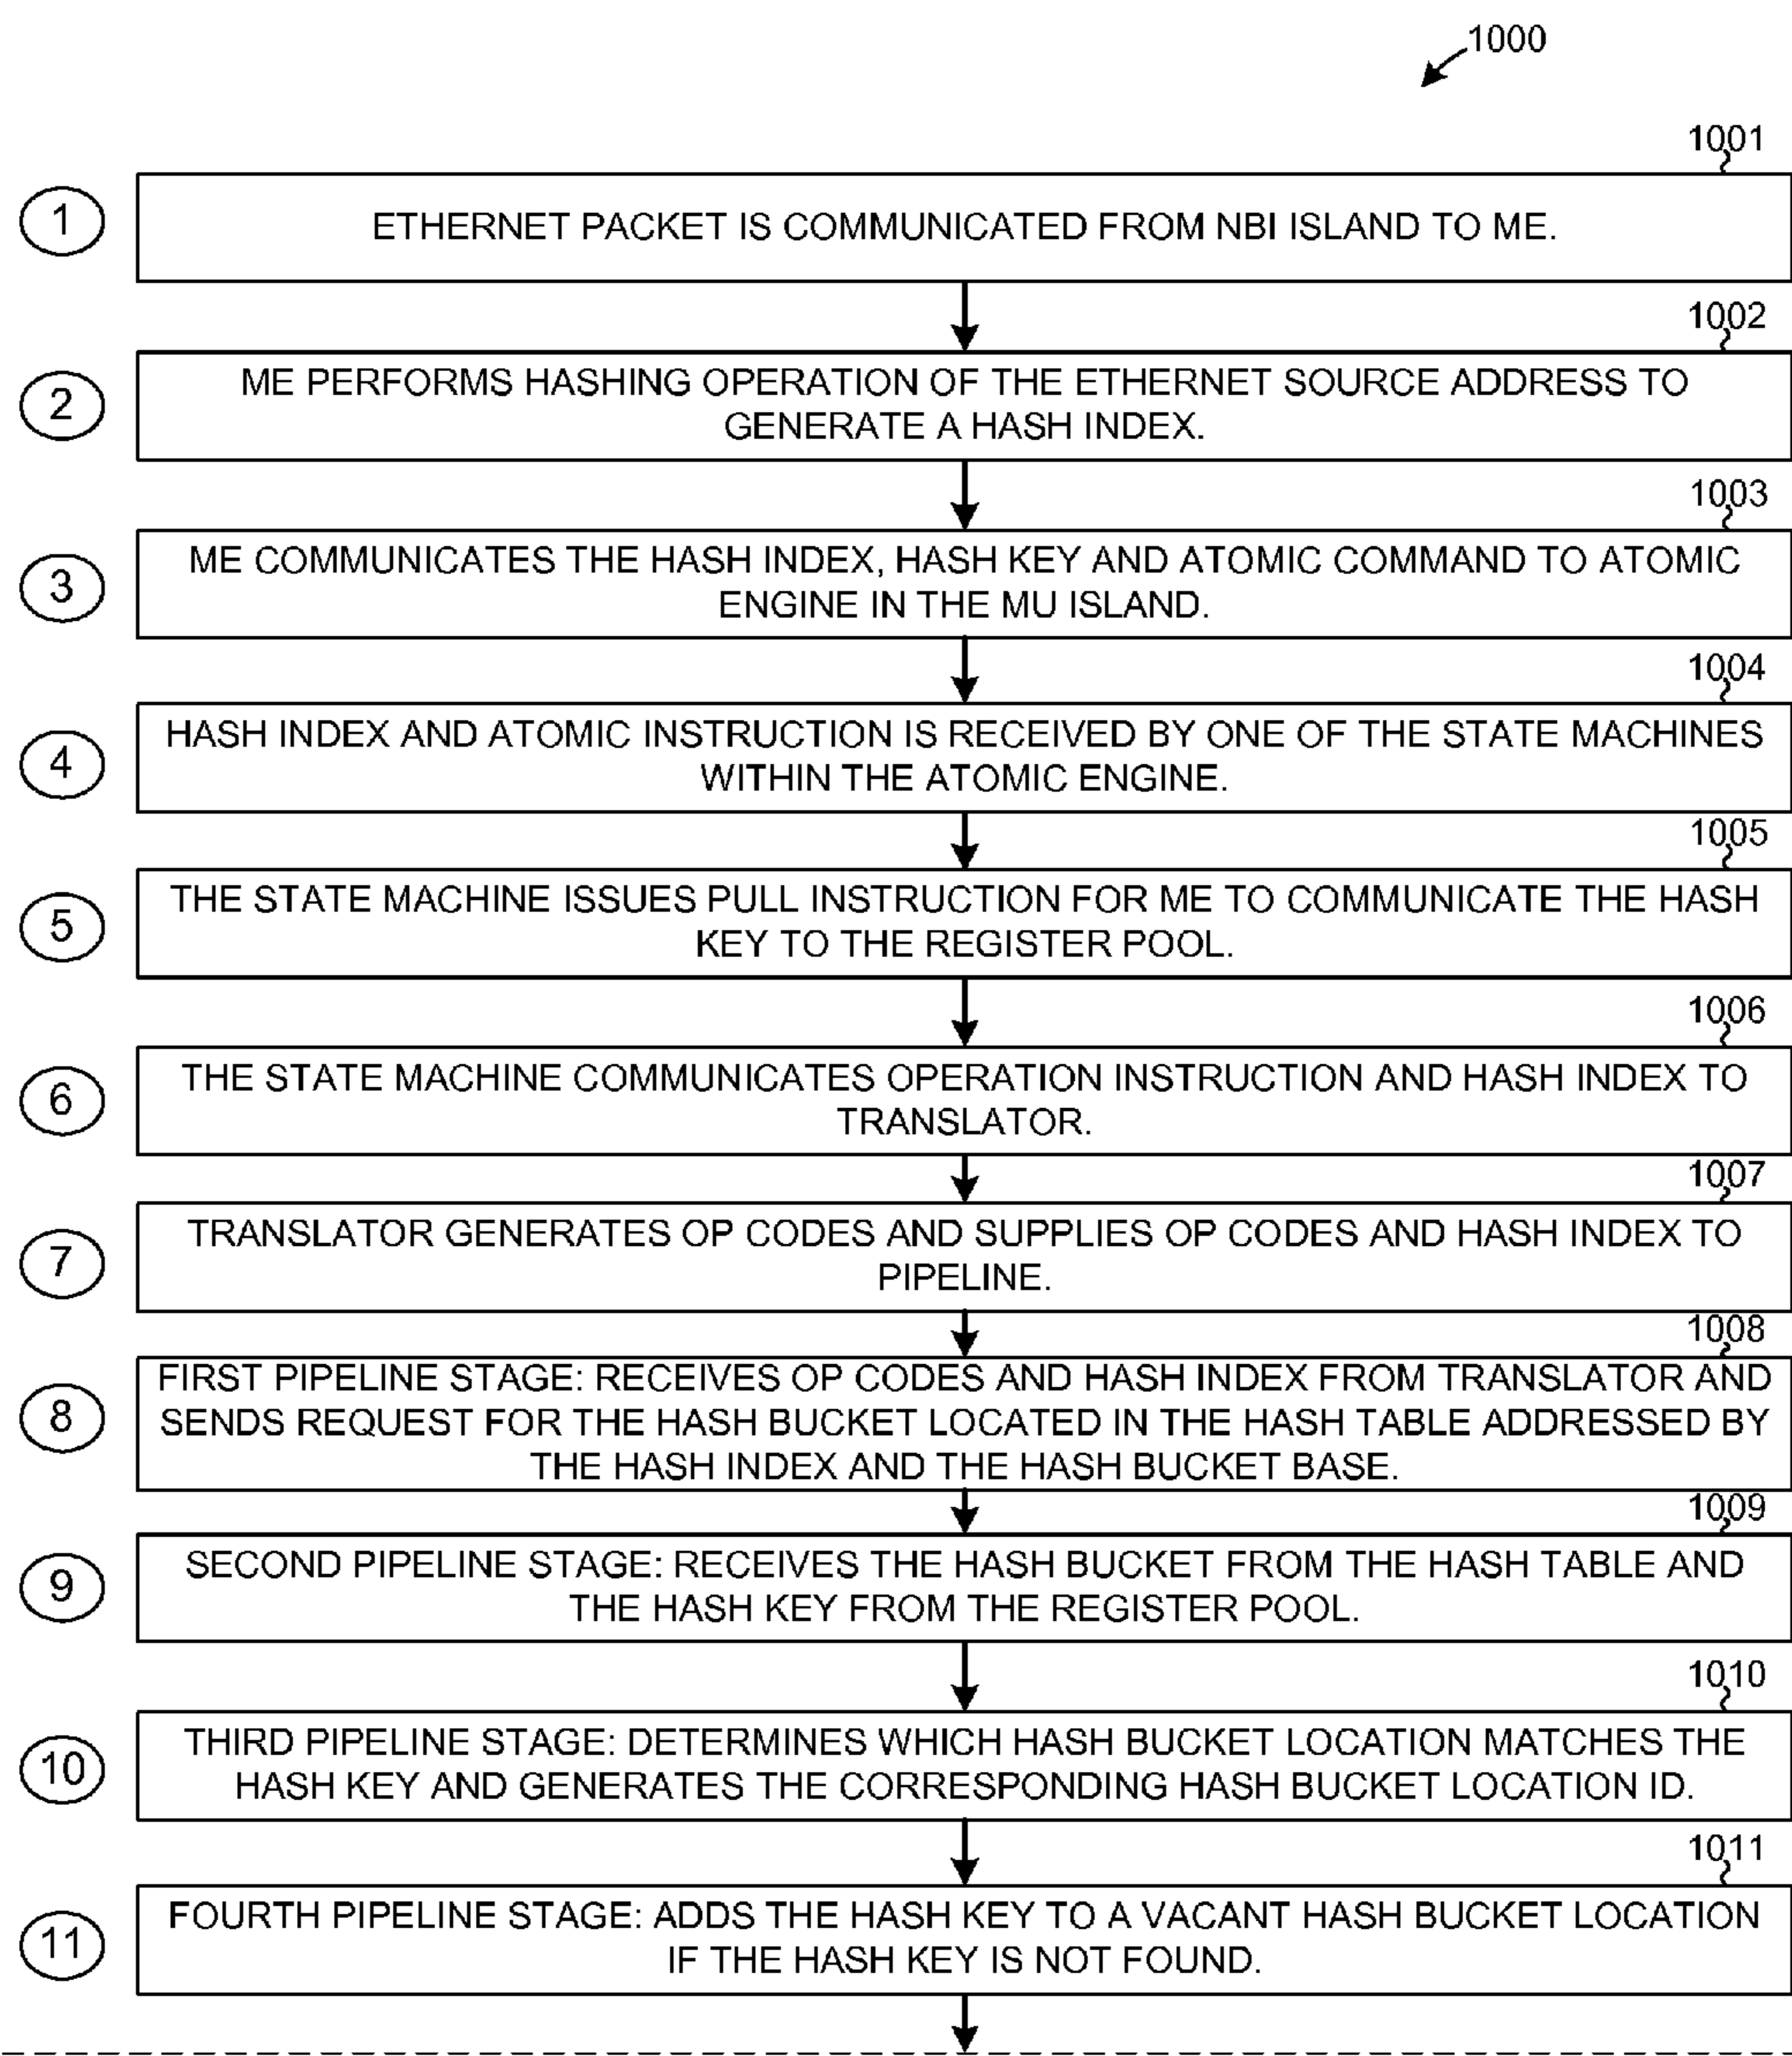 1000
1001
1
ETHERNET PACKET IS COMMUNICATED FROM NBI ISLAND TO ME.
1002
2
ME PERFORMS HASHING OPERATION OF THE ETHERNET SOURCE ADDRESS TO
GENERATE A HASH INDEX.
1003
3
ME COMMUNICATES THE HASH INDEX, HASH KEY AND ATOMIC COMMAND TO ATOMIC
ENGINE IN THE MU ISLAND.
1004
4
HASH INDEX AND ATOMIC INSTRUCTION IS RECEIVED BY ONE OF THE STATE MACHINES
WITHIN THE ATOMIC ENGINE.
1005
5
THE STATE MACHINE ISSUES PULL INSTRUCTION FOR ME TO COMMUNICATE THE HASH
KEY TO THE REGISTER POOL.
1006
6
THE STATE MACHINE COMMUNICATES OPERATION INSTRUCTION AND HASH INDEX TO
TRANSLATOR.
1007
7
TRANSLATOR GENERATES OP CODES AND SUPPLIES OP CODES AND HASH INDEX TO
PIPELINE.
1008
8
FIRST PIPELINE STAGE: RECEIVES OP CODES AND HASH INDEX FROM TRANSLATOR AND
SENDS REQUEST FOR THE HASH BUCKET LOCATED IN THE HASH TABLE ADDRESSED BY
THE HASH INDEX AND THE HASH BUCKET BASE.
1009
9
SECOND PIPELINE STAGE: RECEIVES THE HASH BUCKET FROM THE HASH TABLE AND
THE HASH KEY FROM THE REGISTER POOL.
1010
10
THIRD PIPELINE STAGE: DETERMINES WHICH HASH BUCKET LOCATION MATCHES THE
HASH KEY AND GENERATES THE CORRESPONDING HASH BUCKET LOCATION ID.
1011
11
FOURTH PIPELINE STAGE: ADDS THE HASH KEY TO A VACANT HASH BUCKET LOCATION
IF THE HASH KEY IS NOT FOUND.